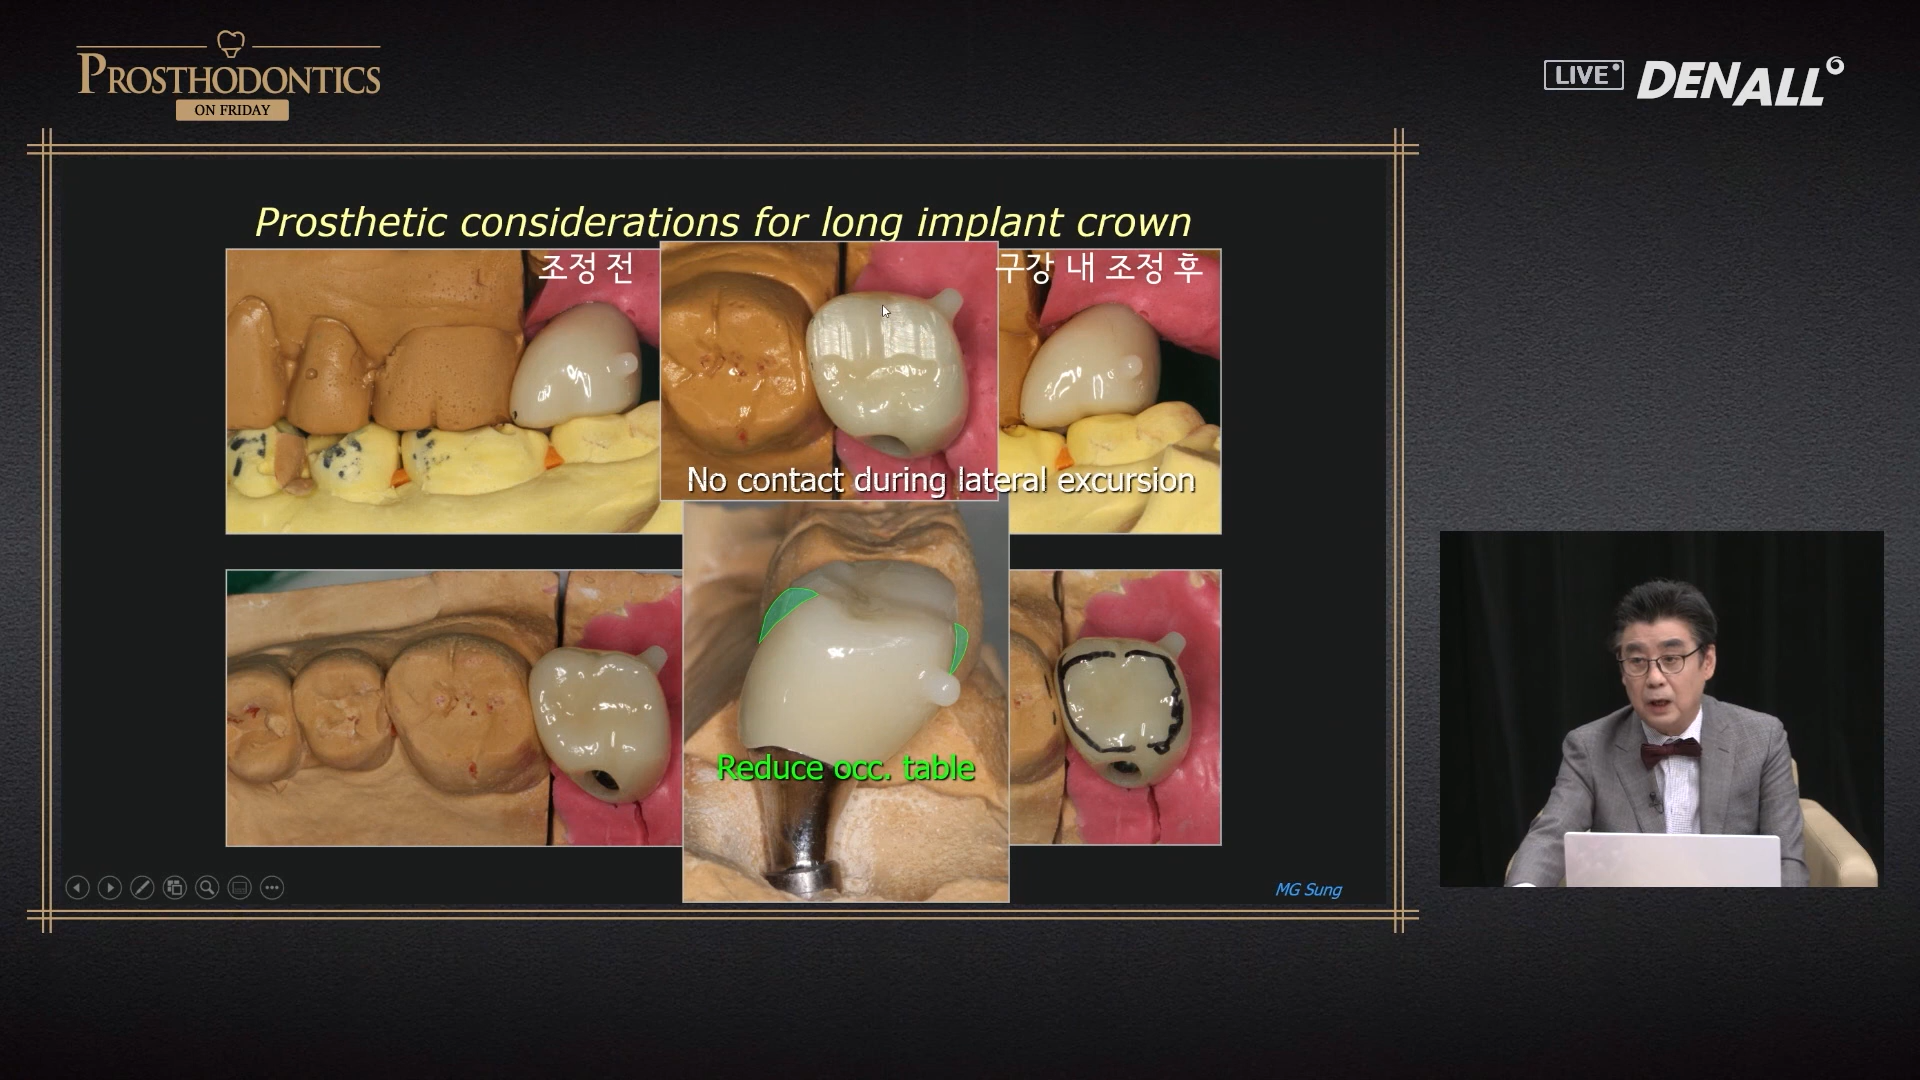 PROSTHODONTICS
ON FRIDAY
LIVE
DENALL
Prosthetic considerations for long implant crown
조정 전
구강 내 조정 후
No contact during lateral excursion
Reduce occ. table
MG Sung